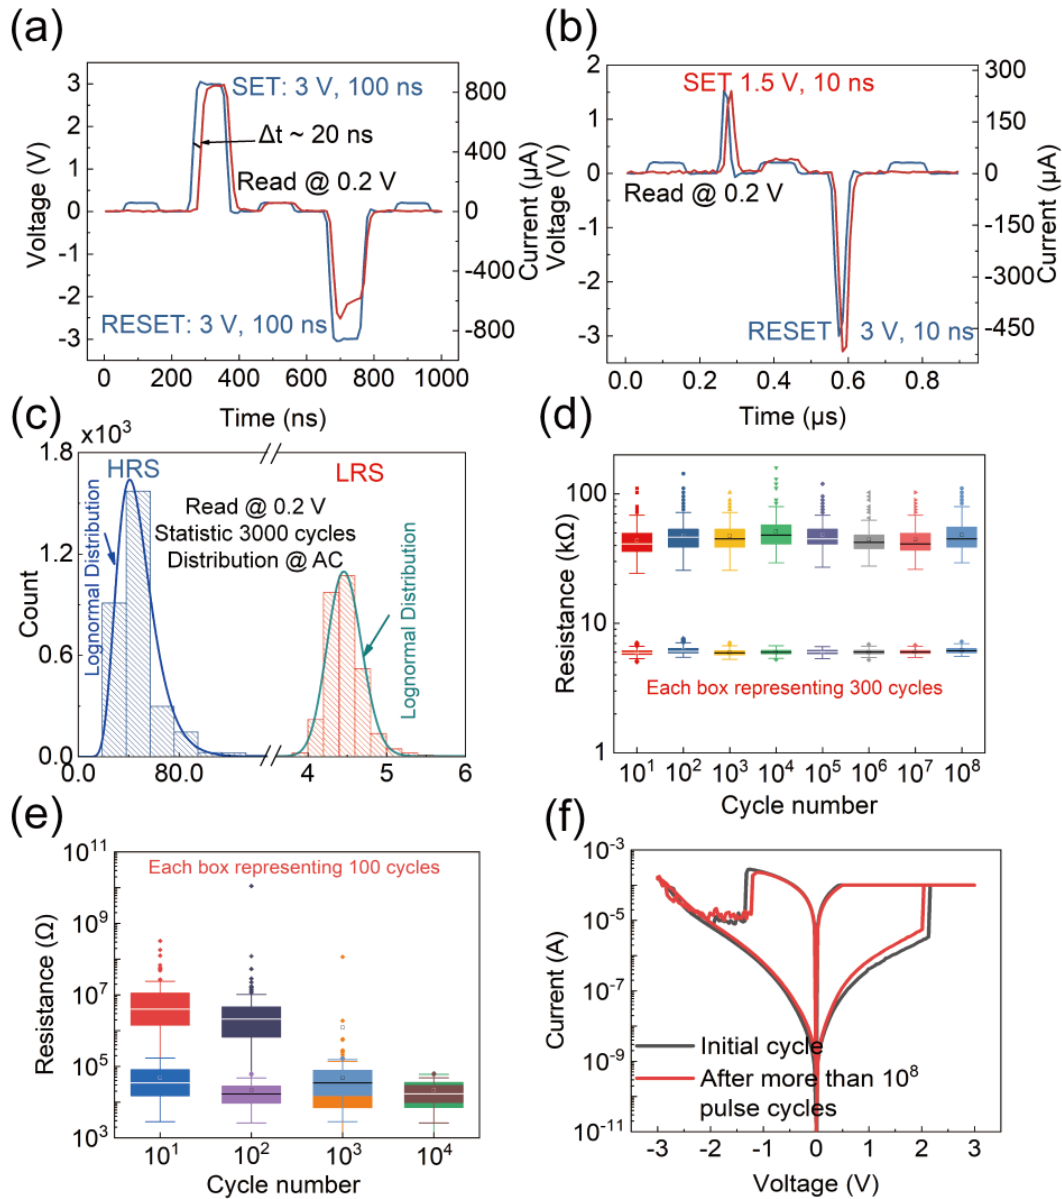 (a)
SET: 3 V, 100 ns
Δt ~ 20 ns
Read @ 0.2 V
RESET: 3 V, 100 ns
Voltage (V)
3
2
1
0
-1
-2
-3
Current (µA)
800
400
0
-400
-800
0 200 400 600 800 1000
Time (ns)
(b)
SET 1.5 V, 10 ns
Read @ 0.2 V
RESET 3 V, 10 ns
Voltage (V)
2
1
0
-1
-2
-3
Current (µA)
300
150
0
-150
-300
-450
0.0 0.2 0.4 0.6 0.8
Time (µs)
(c)
x10³
HRS
LRS
Read @ 0.2 V
Statistic 3000 cycles
Distribution @ AC
Lognormal Distribution
Lognormal Distribution
Count
1.8
1.2
0.6
0.0
0.0 80.0 4 5 6
(d)
Resistance (kΩ)
100
10
1
Each box representing 300 cycles
10¹ 10² 10³ 10⁴ 10⁵ 10⁶ 10⁷ 10⁸
Cycle number
(e)
Each box representing 100 cycles
Resistance (Ω)
10¹¹
10⁹
10⁷
10⁵
10³
10¹ 10² 10³ 10⁴
Cycle number
(f)
Current (A)
10⁻³
10⁻⁵
10⁻⁷
10⁻⁹
10⁻¹¹
Initial cycle
After more than 10⁸
pulse cycles
-3 -2 -1 0 1 2 3
Voltage (V)